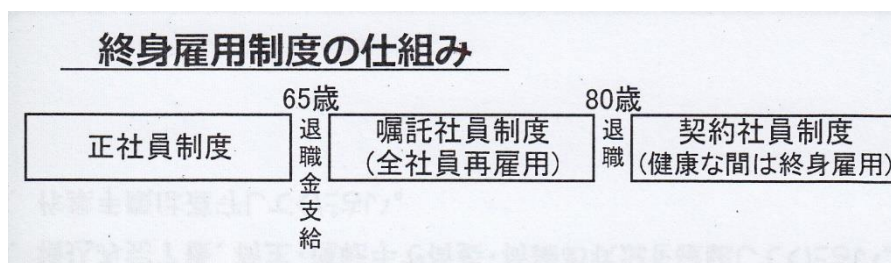 終身雇用制度の仕組み
65歳
80歳
正社員制度
退職金支給
嘱託社員制度
(全社員再雇用)
退職
契約社員制度
(健康な間は終身雇用)